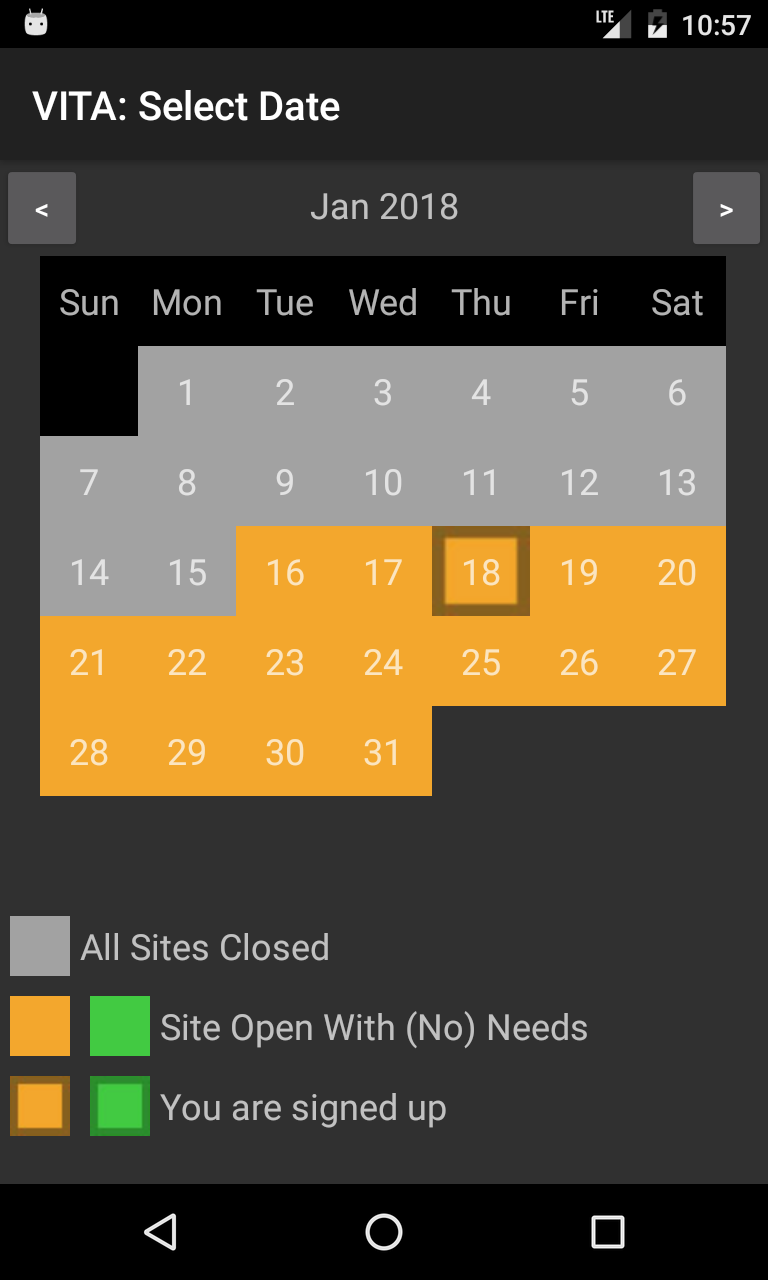 LTE 10:57
VITA: Select Date
< Jan 2018 >
Sun Mon Tue Wed Thu Fri Sat
1 2 3 4 5 6
7 8 9 10 11 12 13
14 15 16 17 18 19 20
21 22 23 24 25 26 27
28 29 30 31
All Sites Closed
Site Open With (No) Needs
You are signed up